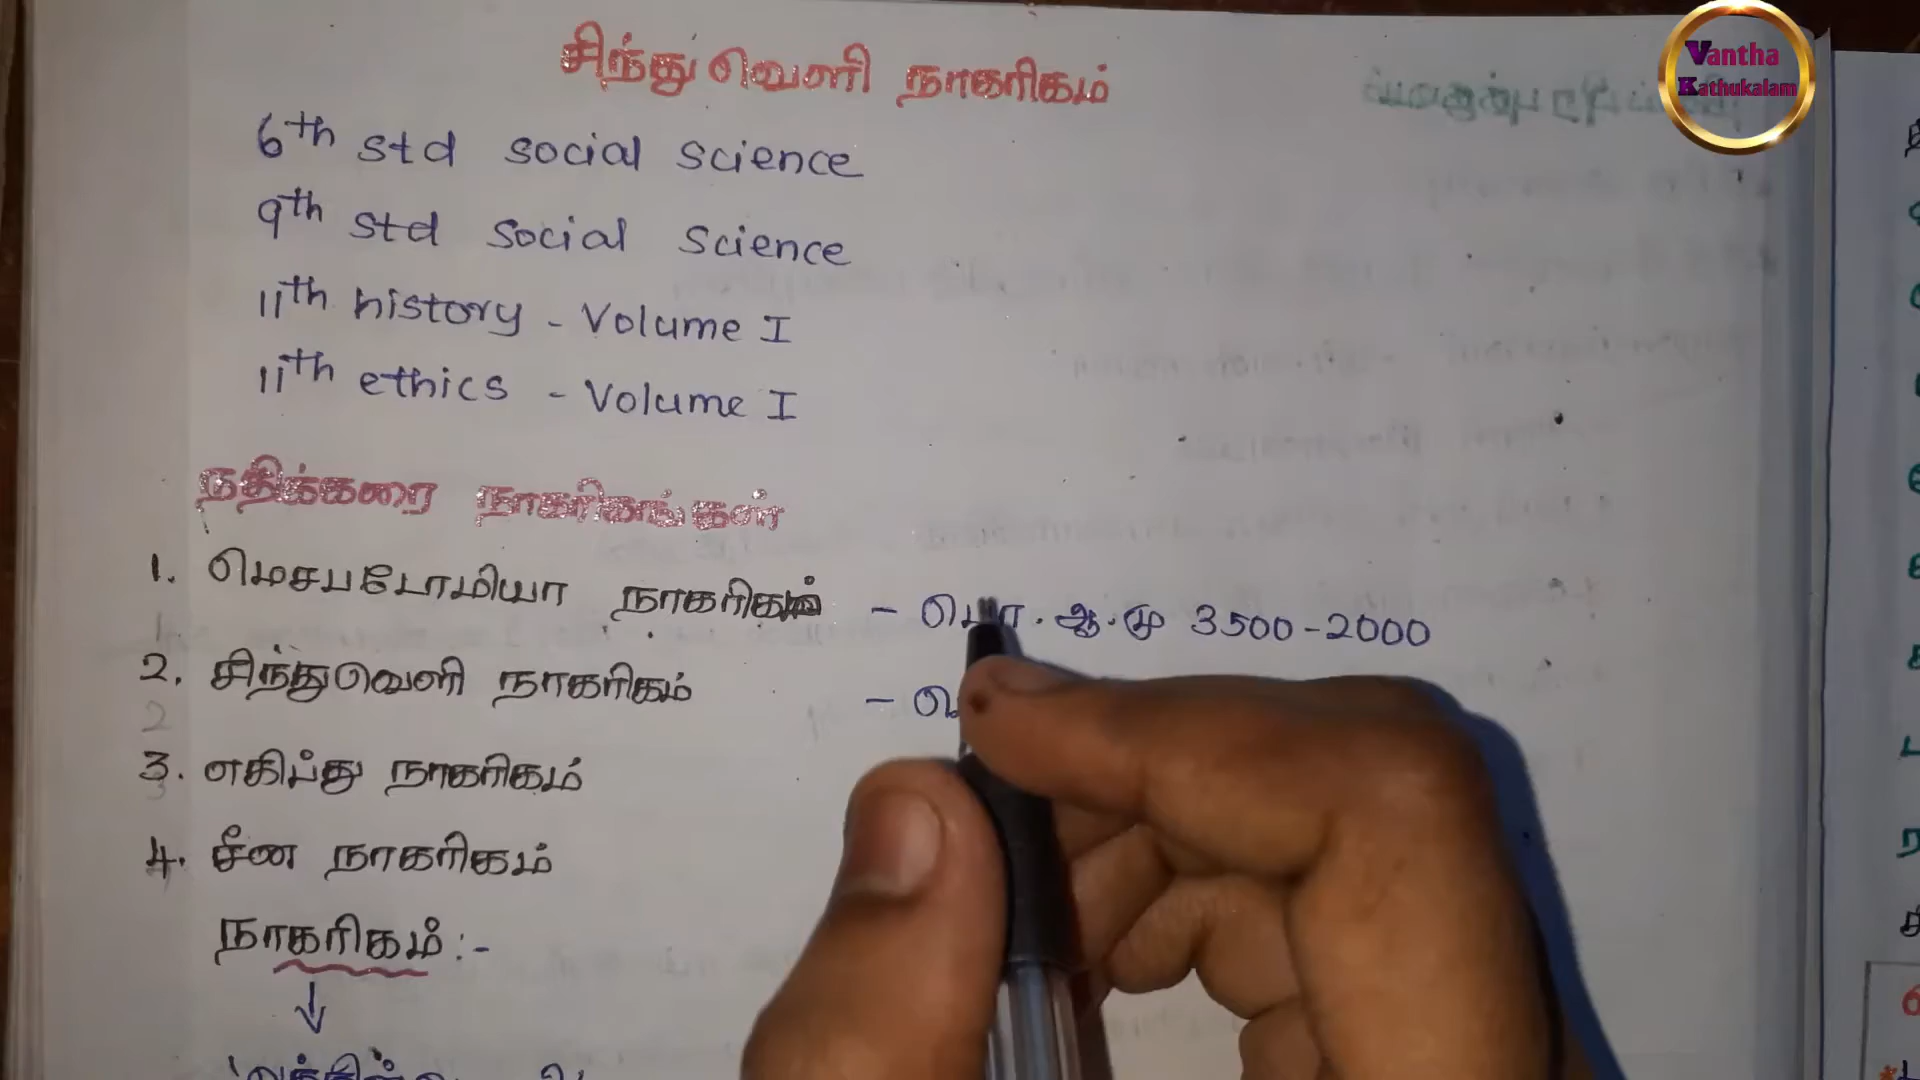 சிந்துவெளி நாகரிகம்
Vantha
Kathukalam
6th std social science
9th std social science
11th history - Volume I
11th ethics - Volume I
நதிக்கரை நாகரிகங்கள்
1. மெசபடோமியா நாகரிகம் - பொ.ஆ.மு 3500-2000
2. சிந்துவெளி நாகரிகம் -
3. எகிப்து நாகரிகம்
4. சீன நாகரிகம்
நாகரிகம் :-